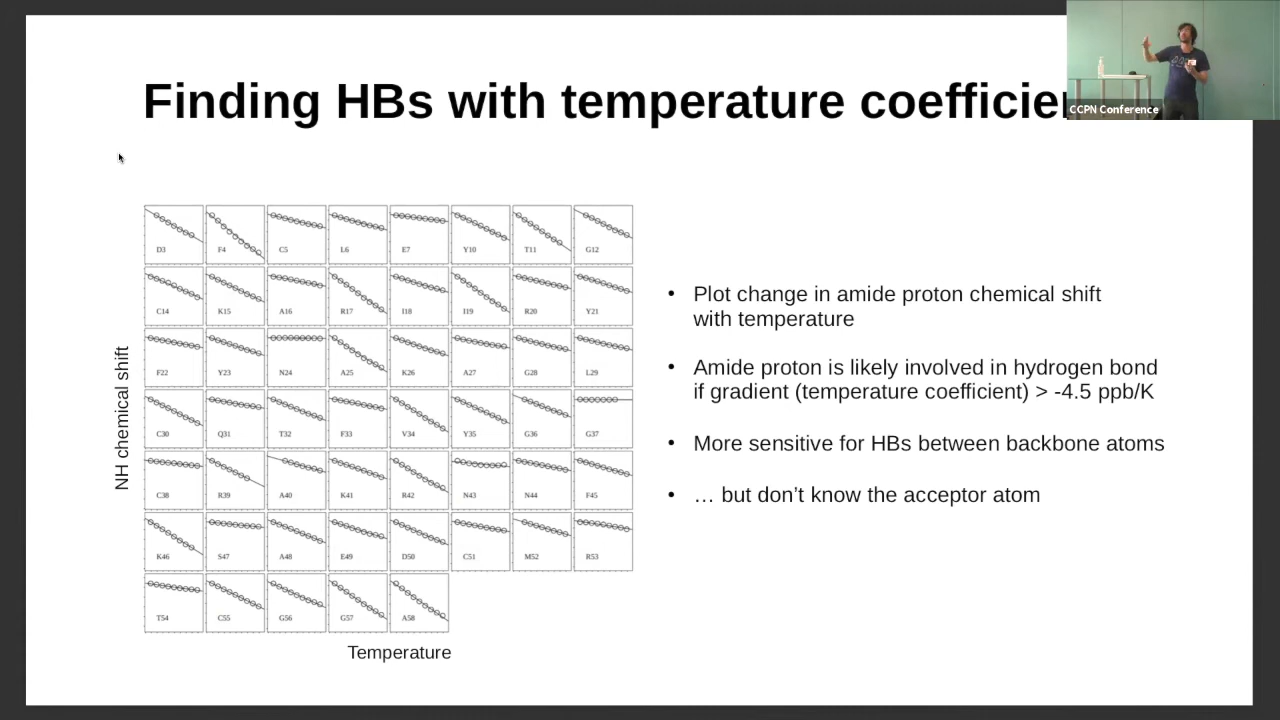 Finding HBs with temperature coefficie
CCPN Conference
D3 F4 C5 L6 E7 Y10 T11 G12
C14 K15 A16 R17 I18 I19 R20 Y21
F22 Y23 N24 A25 K26 A27 G28 L29
C30 Q31 T32 F33 V34 Y35 G36 G37
C38 R39 A40 K41 R42 N43 N44 F45
K46 S47 A48 E49 D50 C51 M52 R53
T54 C55 G56 G57 A58
NH chemical shift
Temperature
• Plot change in amide proton chemical shift
with temperature
• Amide proton is likely involved in hydrogen bond
if gradient (temperature coefficient) > -4.5 ppb/K
• More sensitive for HBs between backbone atoms
• … but don’t know the acceptor atom